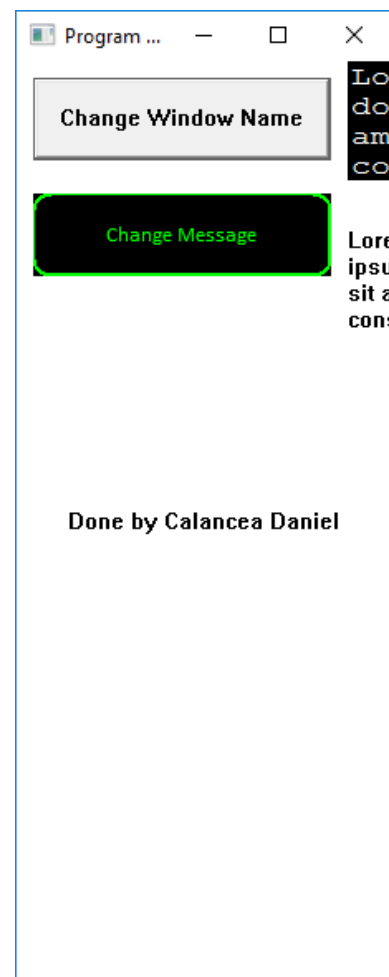 Program ...
Change Window Name
Lo
do
am
co
Change Message
Lore
ipsu
sit a
cons
Done by Calancea Daniel